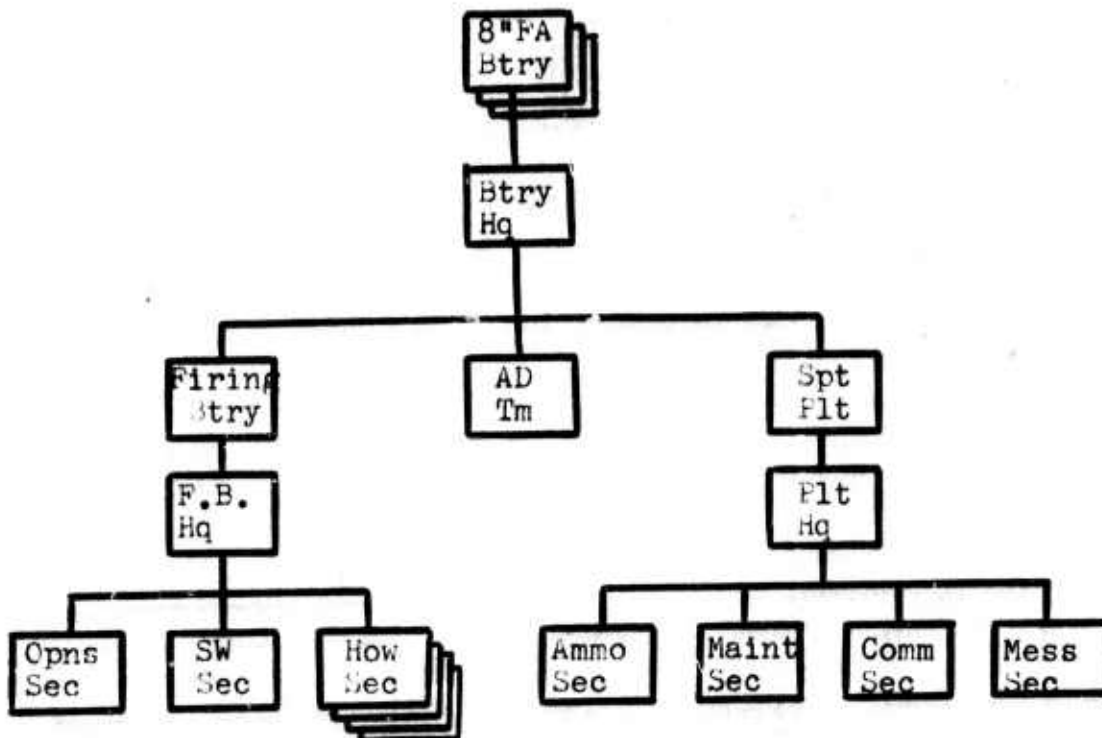 8"FA
Btry
Btry
Hq
Firing
Btry
AD
Tm
Spt
Plt
F.B.
Hq
Plt
Hq
Opns
Sec
SW
Sec
How
Sec
Ammo
Sec
Maint
Sec
Comm
Sec
Mess
Sec